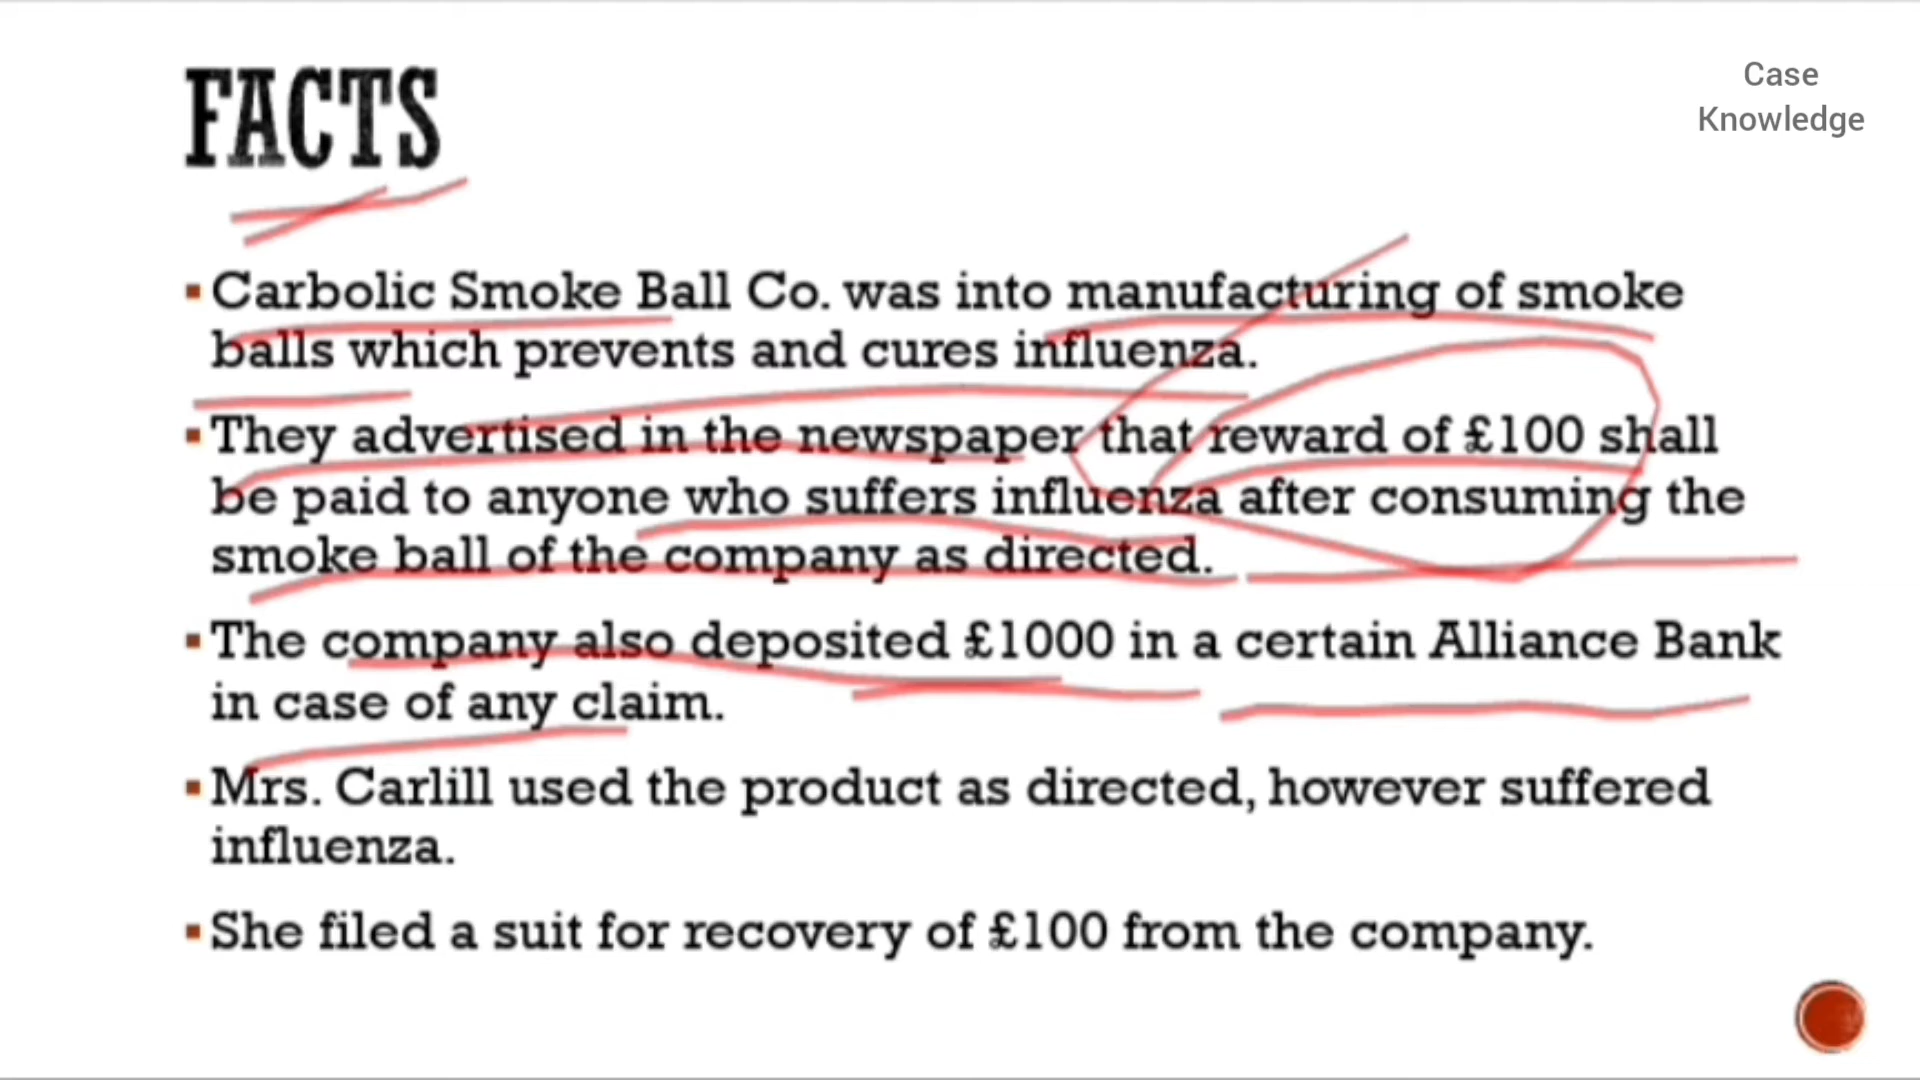 FACTS
Case
Knowledge
Carbolic Smoke Ball Co. was into manufacturing of smoke
balls which prevents and cures influenza.
They advertised in the newspaper that reward of £100 shall
be paid to anyone who suffers influenza after consuming the
smoke ball of the company as directed.
The company also deposited £1000 in a certain Alliance Bank
in case of any claim.
Mrs. Carlill used the product as directed, however suffered
influenza.
She filed a suit for recovery of £100 from the company.